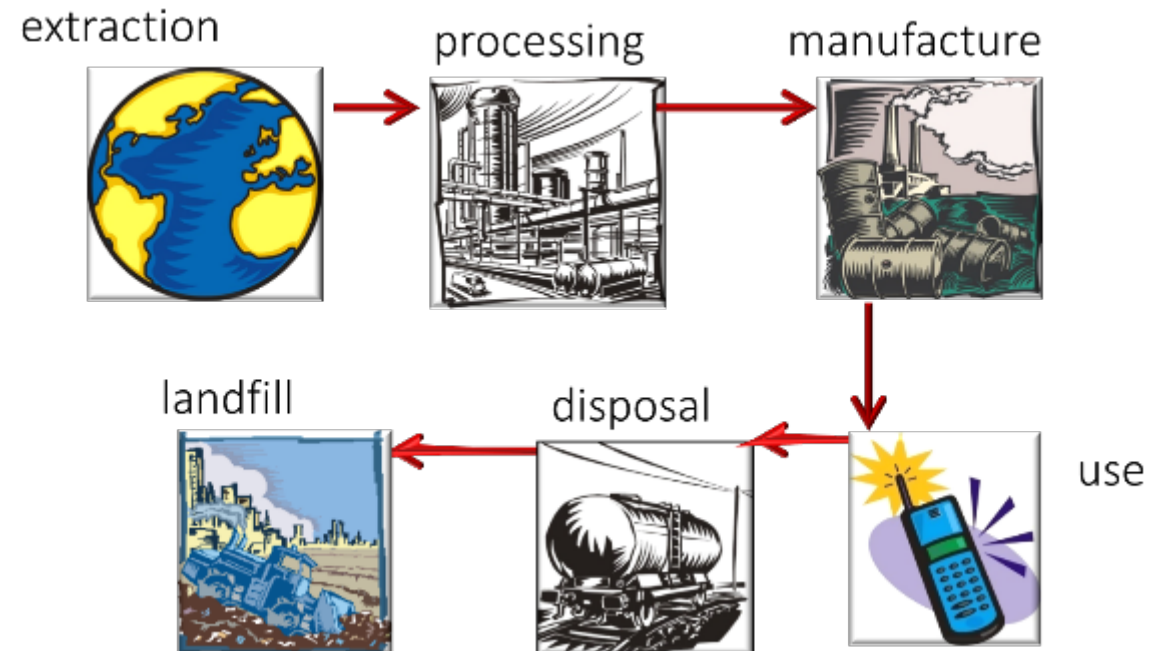 extraction
processing
manufacture
landfill
disposal
use